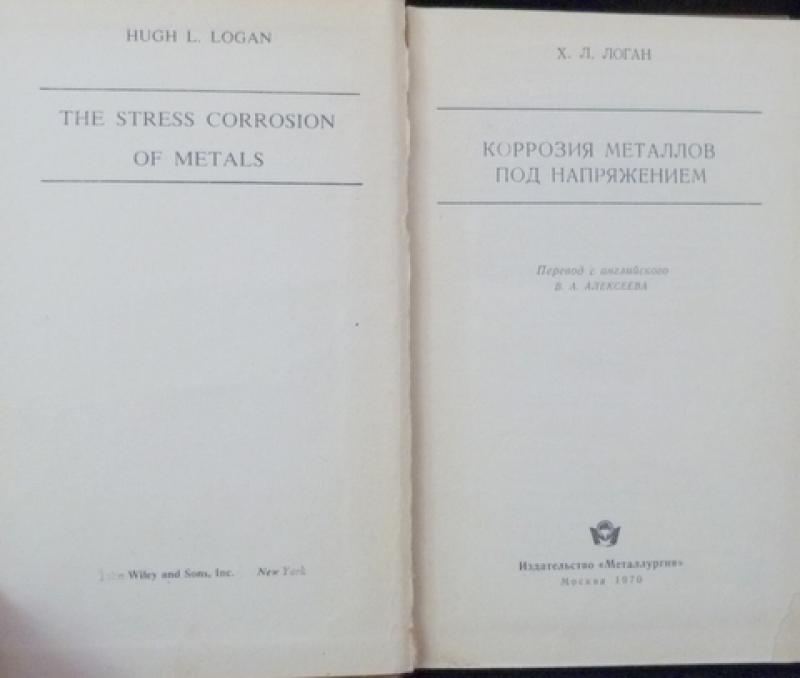 HUGH L. LOGAN
THE STRESS CORROSION
OF METALS
John Wiley and Sons, Inc. New York
Х. Л. ЛОГАН
КОРРОЗИЯ МЕТАЛЛОВ
ПОД НАПРЯЖЕНИЕМ
Перевод с английского
В. А. АЛЕКСЕЕВА
Издательство «Металлургия»
Москва 1970